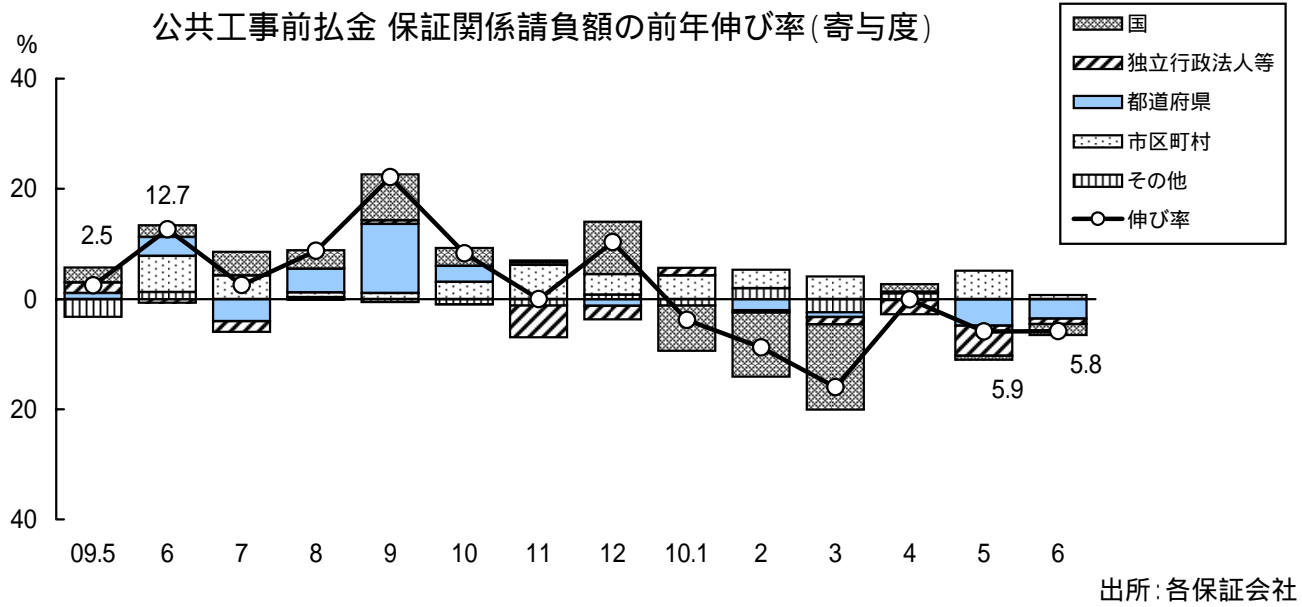 公共工事前払金 保証関係請負額の前年伸び率(寄与度)
%
国
独立行政法人等
都道府県
市区町村
その他
伸び率
40
20
0
20
40
2.5
12.7
5.9
5.8
09.5 6 7 8 9 10 11 12 10.1 2 3 4 5 6
出所:各保証会社